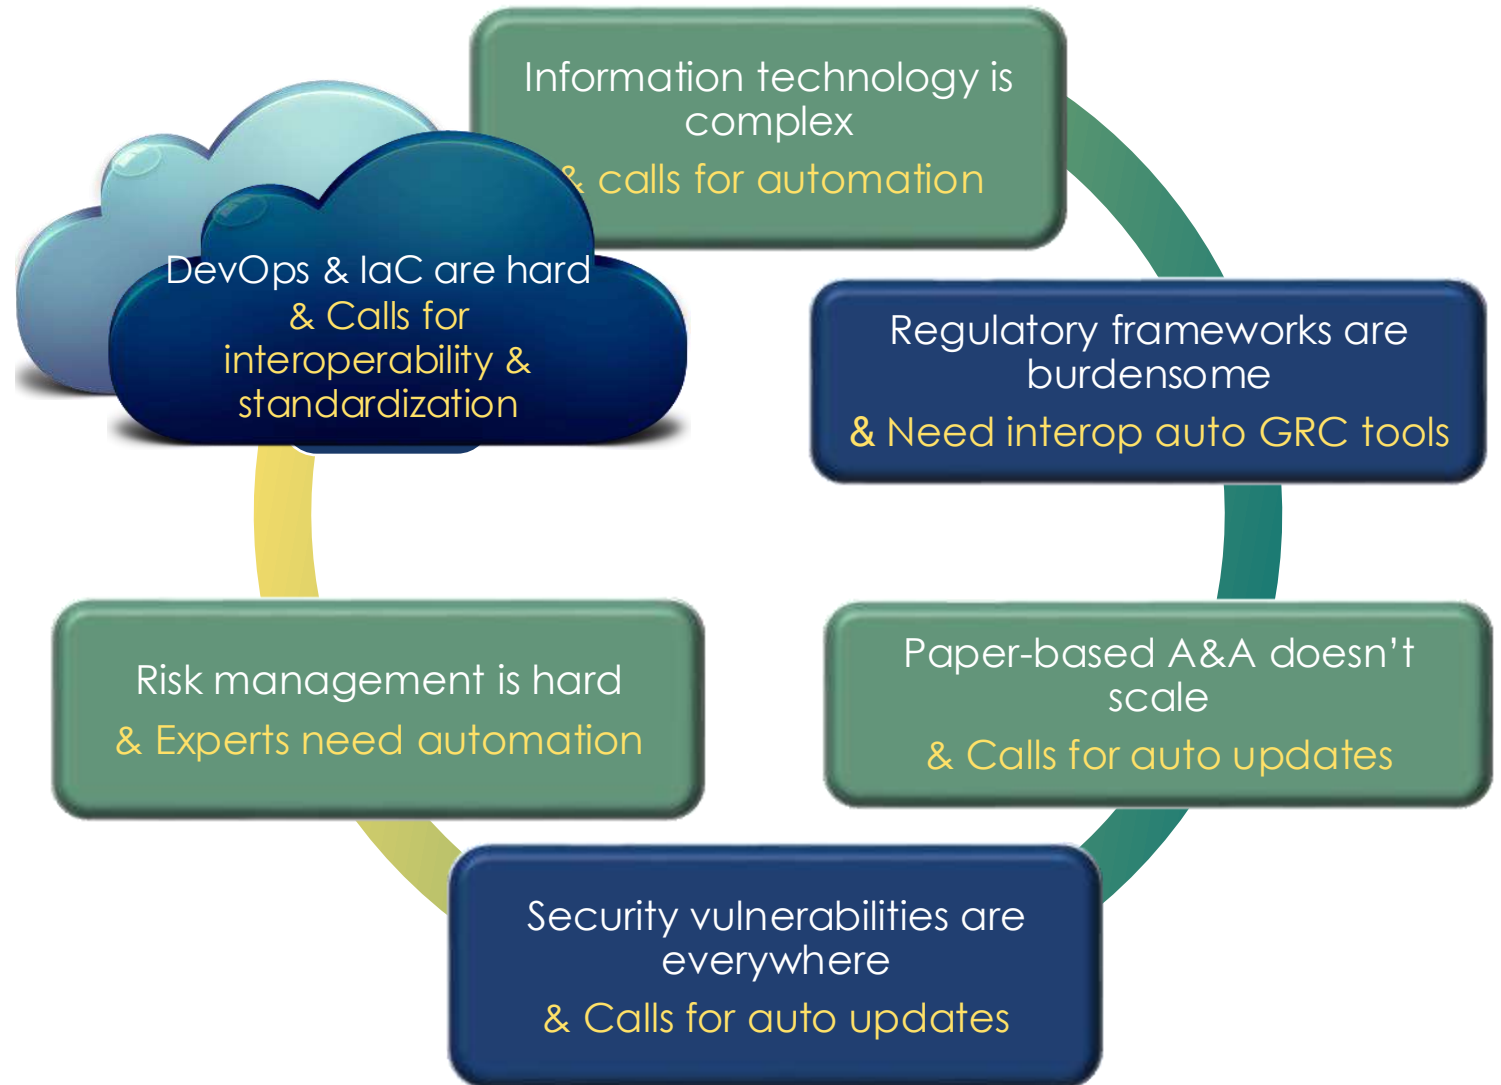 Information technology is
complex
& calls for automation
Regulatory frameworks are
burdensome
& Need interop auto GRC tools
Paper-based A&A doesn’t
scale
& Calls for auto updates
Security vulnerabilities are
everywhere
& Calls for auto updates
Risk management is hard
& Experts need automation
DevOps & IaC are hard
& Calls for
interoperability &
standardization